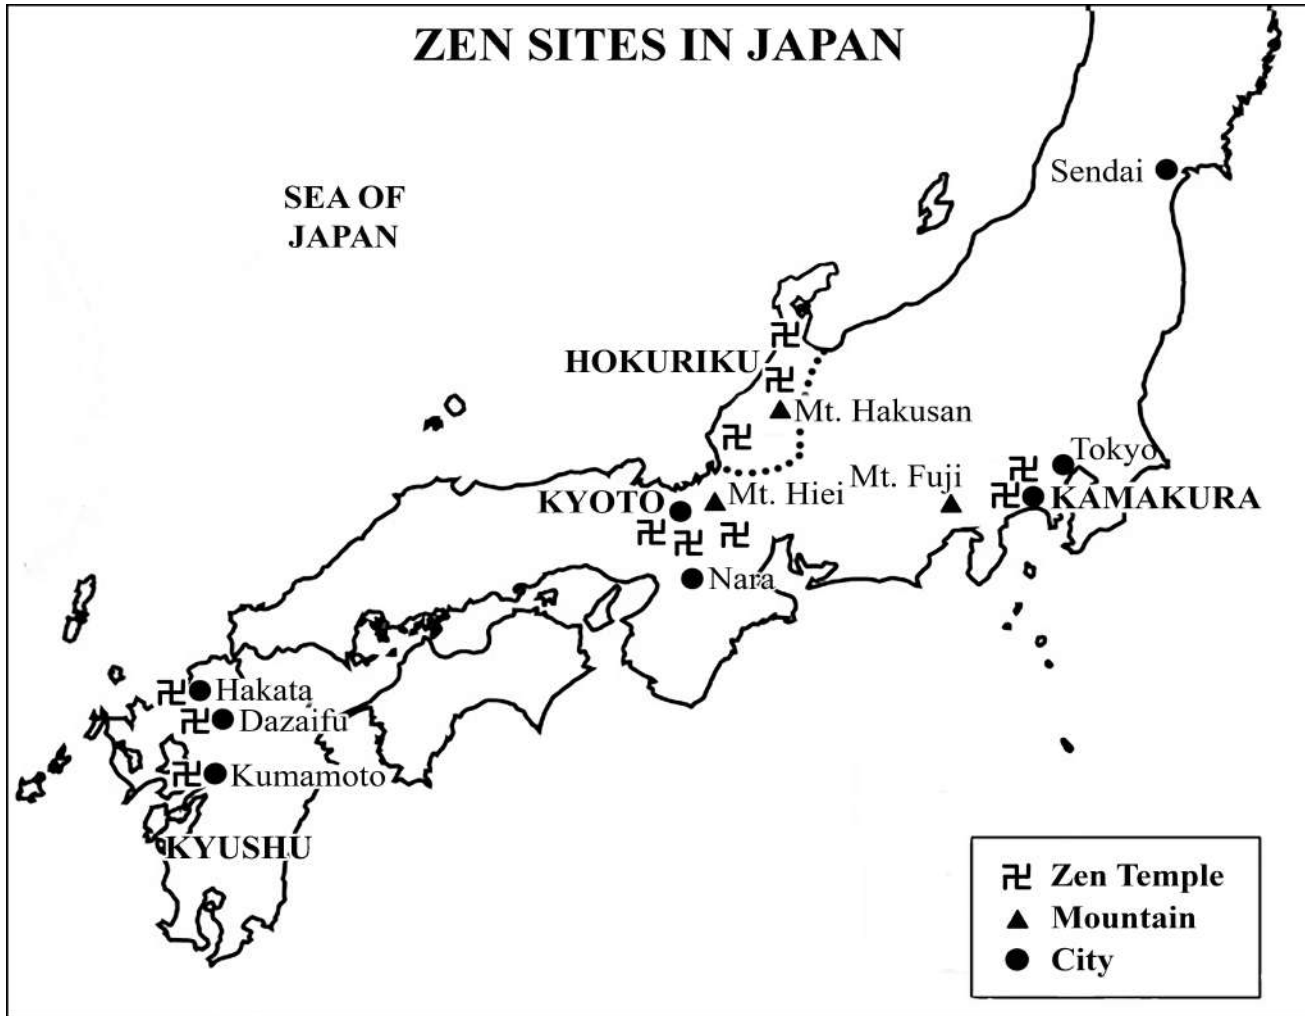 ZEN SITES IN JAPAN
Sendai
SEA OF
JAPAN
HOKURIKU
Mt. Hakusan
Tokyo
Mt. Fuji
KYOTO
Mt. Hiei
KAMAKURA
Nara
Hakata
Dazaifu
Kumamoto
KYUSHU
卍 Zen Temple
Mountain
City